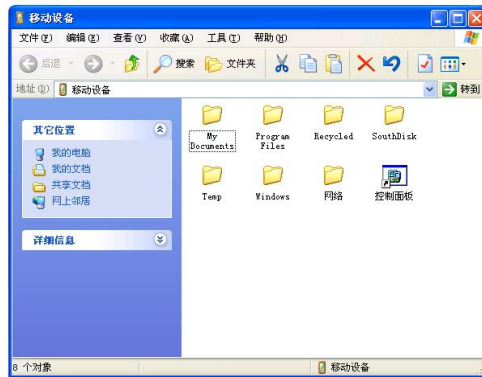 移动设备
文件(F) 编辑(E) 查看(V) 收藏(A) 工具(T) 帮助(H)
后退 搜索 文件夹
地址(D) 移动设备 转到
其它位置
我的电脑
我的文档
共享文档
网上邻居
详细信息
My Documents
Program Files
Recycled
SouthDisk
Temp
Windows
网络
控制面板
8 个对象 移动设备